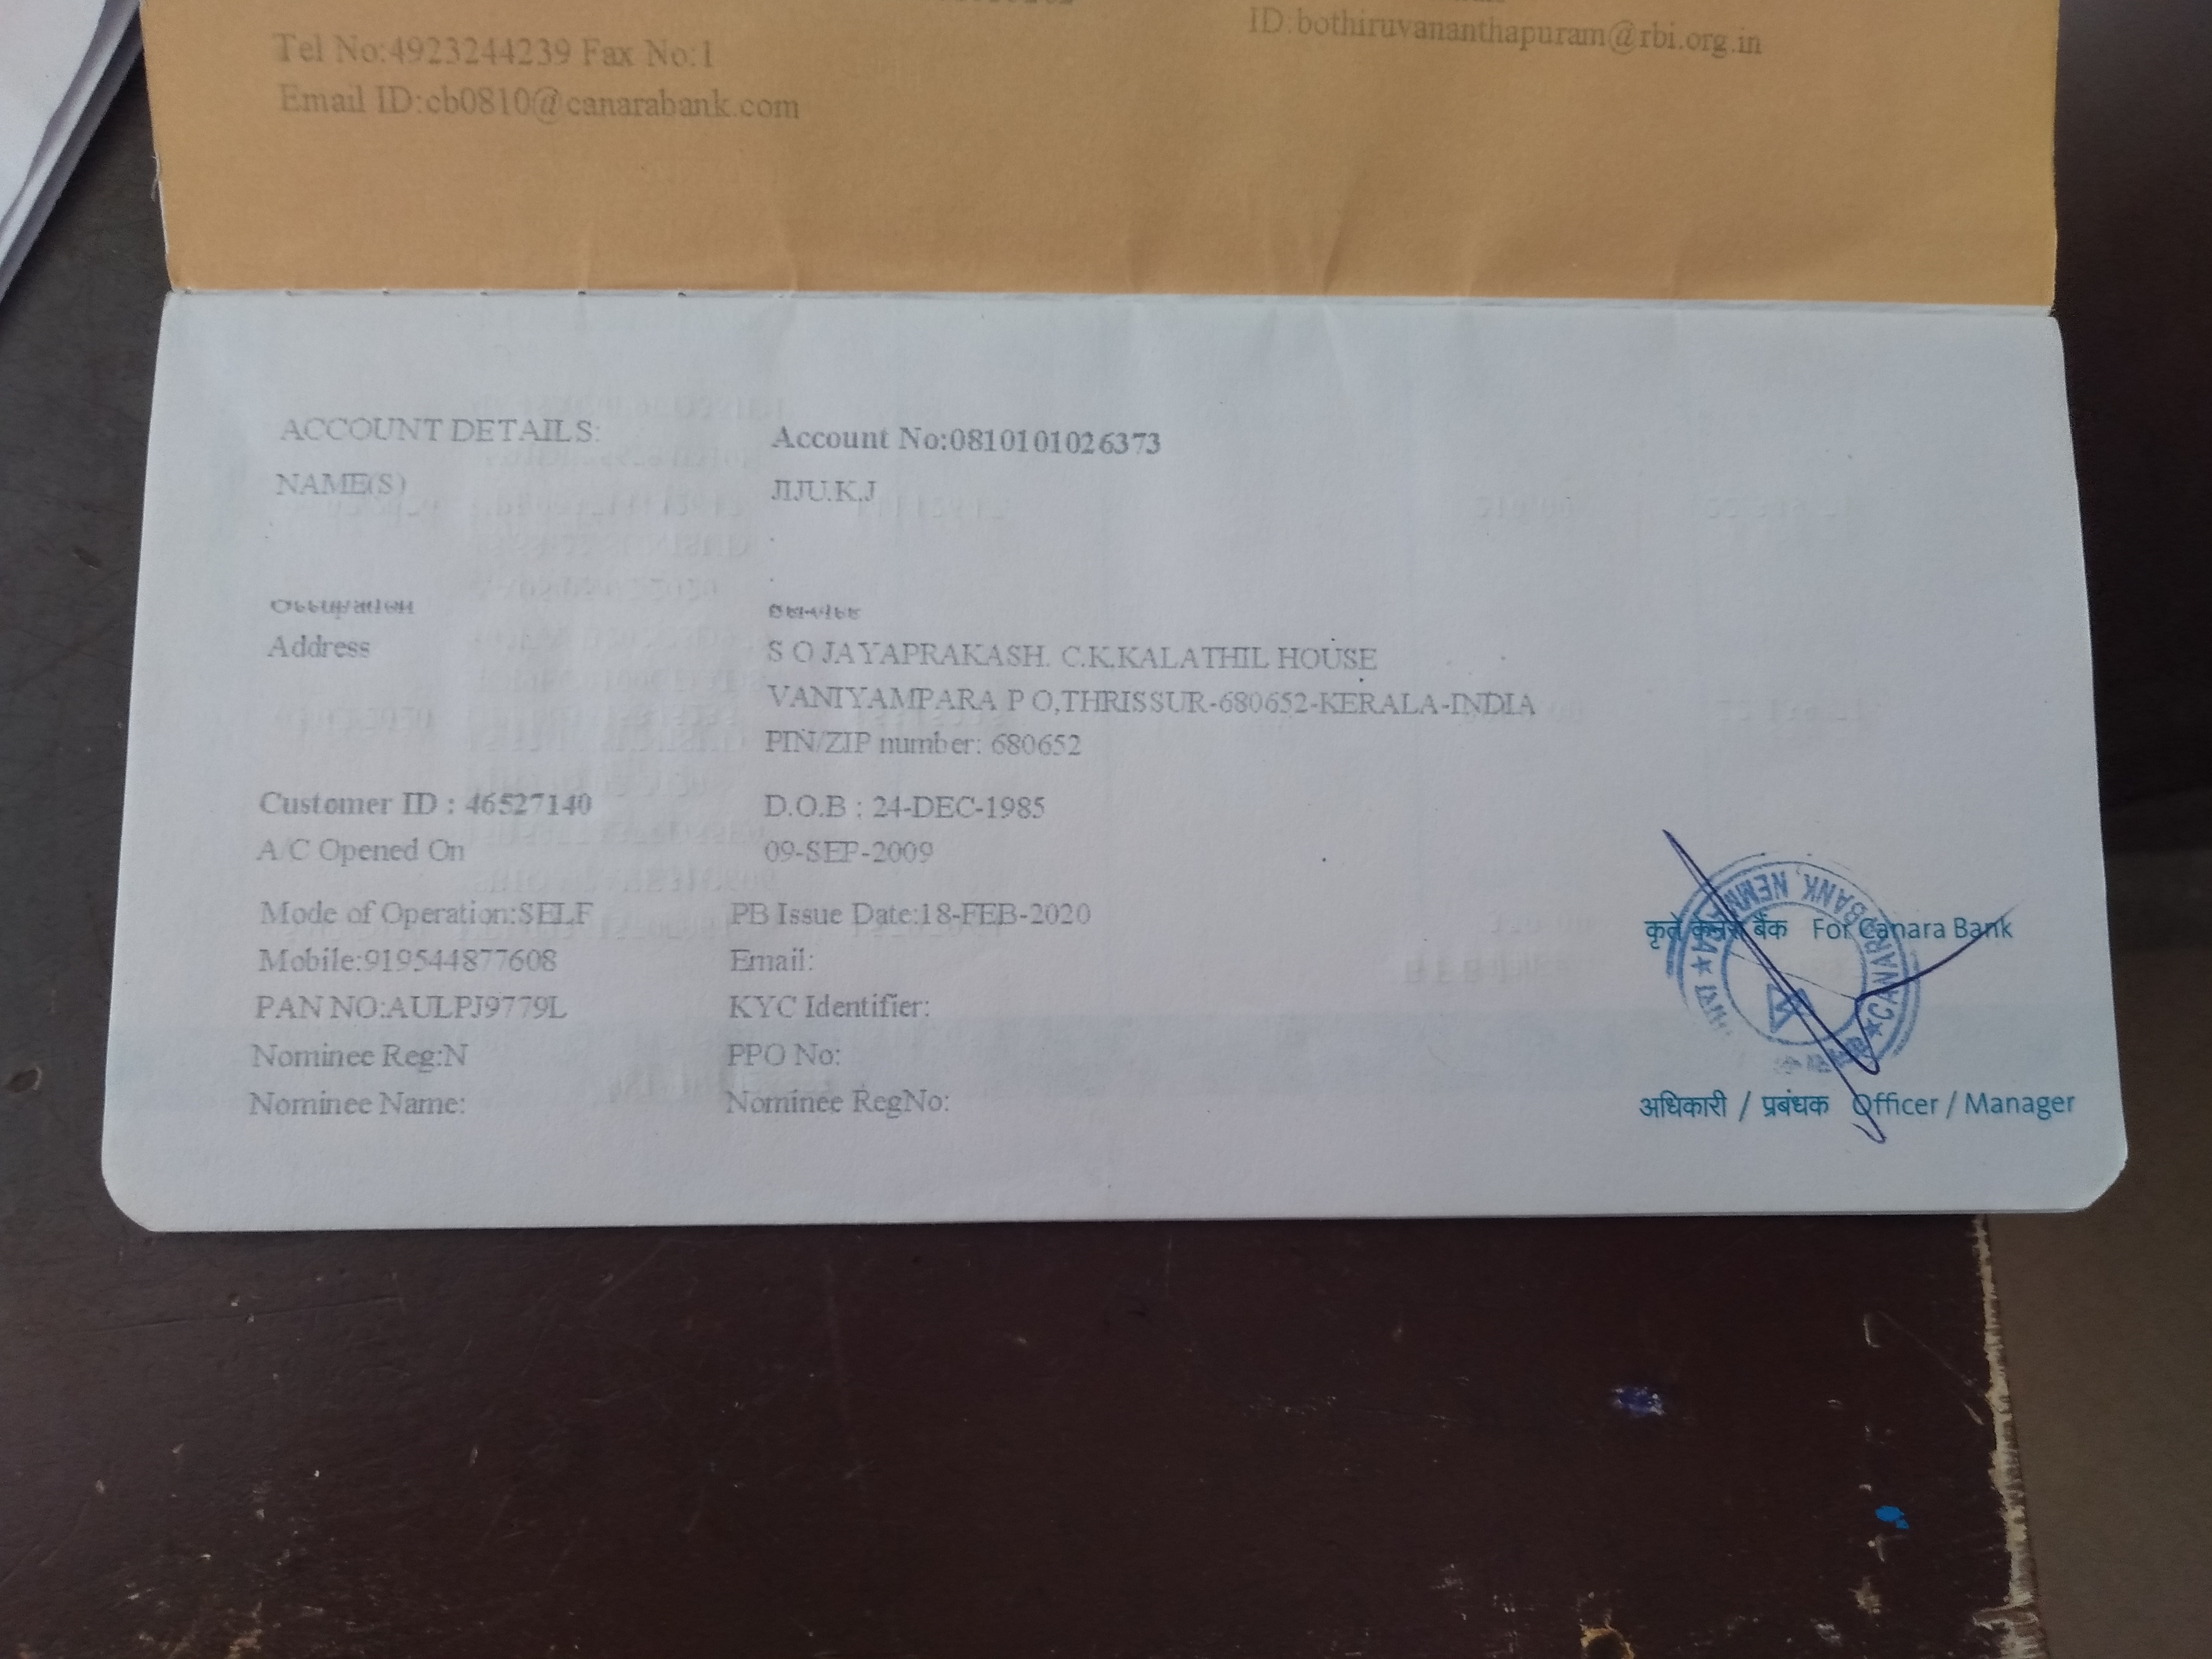 ID:bothiruvananthapuram@rbi.org.in
Tel No:4923244239 Fax No:1
Email ID:cb0810@canarabank.com
ACCOUNT DETAILS: Account No:0810101026373
NAME(S) JIJU.K.J
Occupation Service
Address S O JAYAPRAKASH. C.K,KALATHIL HOUSE
VANIYAMPARA P O,THRISSUR-680652-KERALA-INDIA
PIN/ZIP number: 680652
Customer ID : 46527140 D.O.B : 24-DEC-1985
A/C Opened On 09-SEP-2009
Mode of Operation:SELF PB Issue Date:18-FEB-2020
Mobile:919544877608 Email:
PAN NO:AULPJ9779L KYC Identifier:
Nominee Reg:N PPO No:
Nominee Name: Nominee RegNo:
कृते केनरा बैंक For Canara Bank
CANARA BANK, NEMMARA
अधिकारी / प्रबंधक Officer / Manager